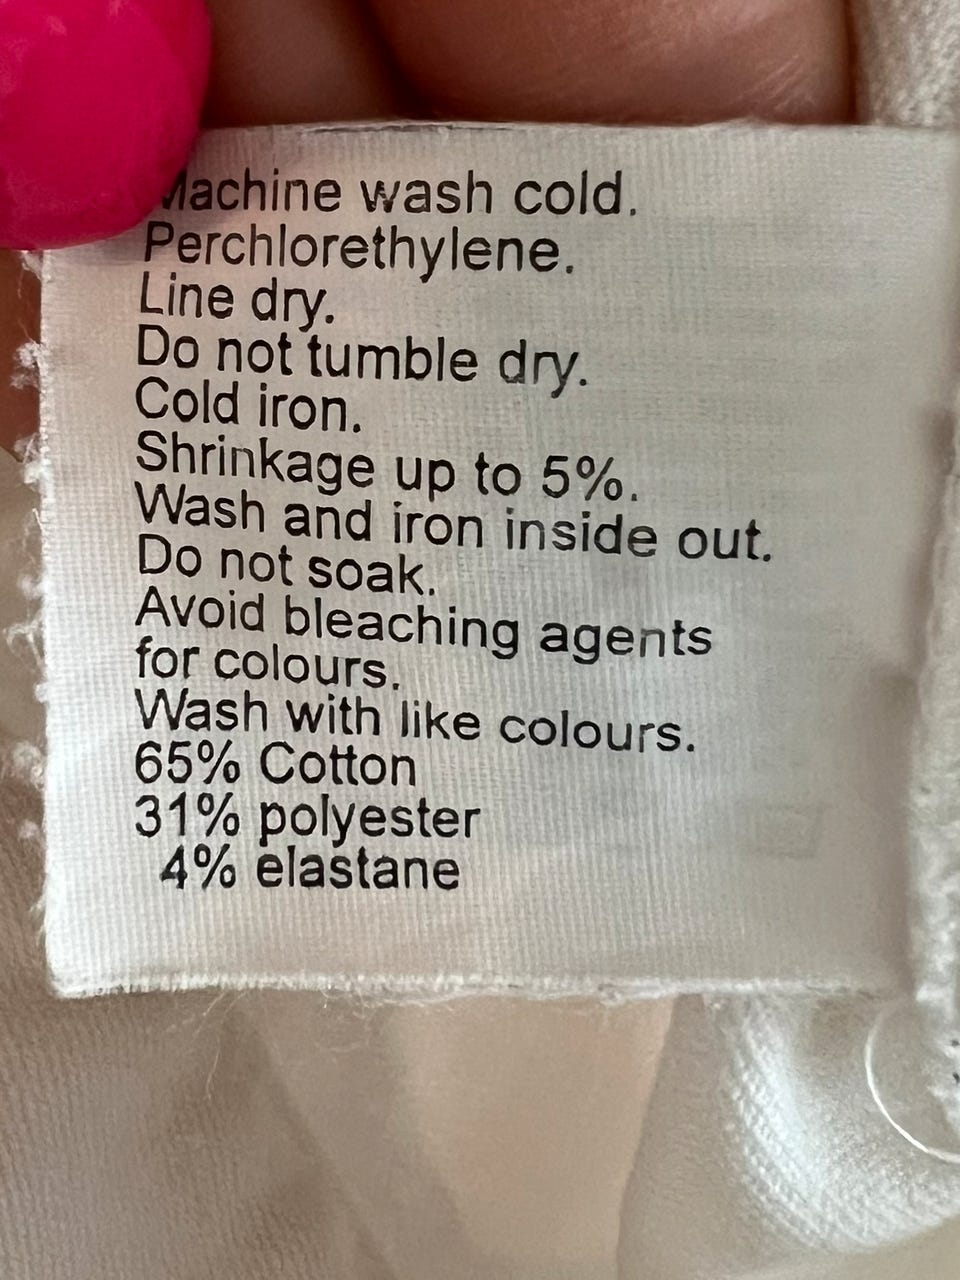 Machine wash cold.
Perchlorethylene.
Line dry.
Do not tumble dry.
Cold iron.
Shrinkage up to 5%.
Wash and iron inside out.
Do not soak.
Avoid bleaching agents
for colours.
Wash with like colours.
65% Cotton
31% polyester
4% elastane